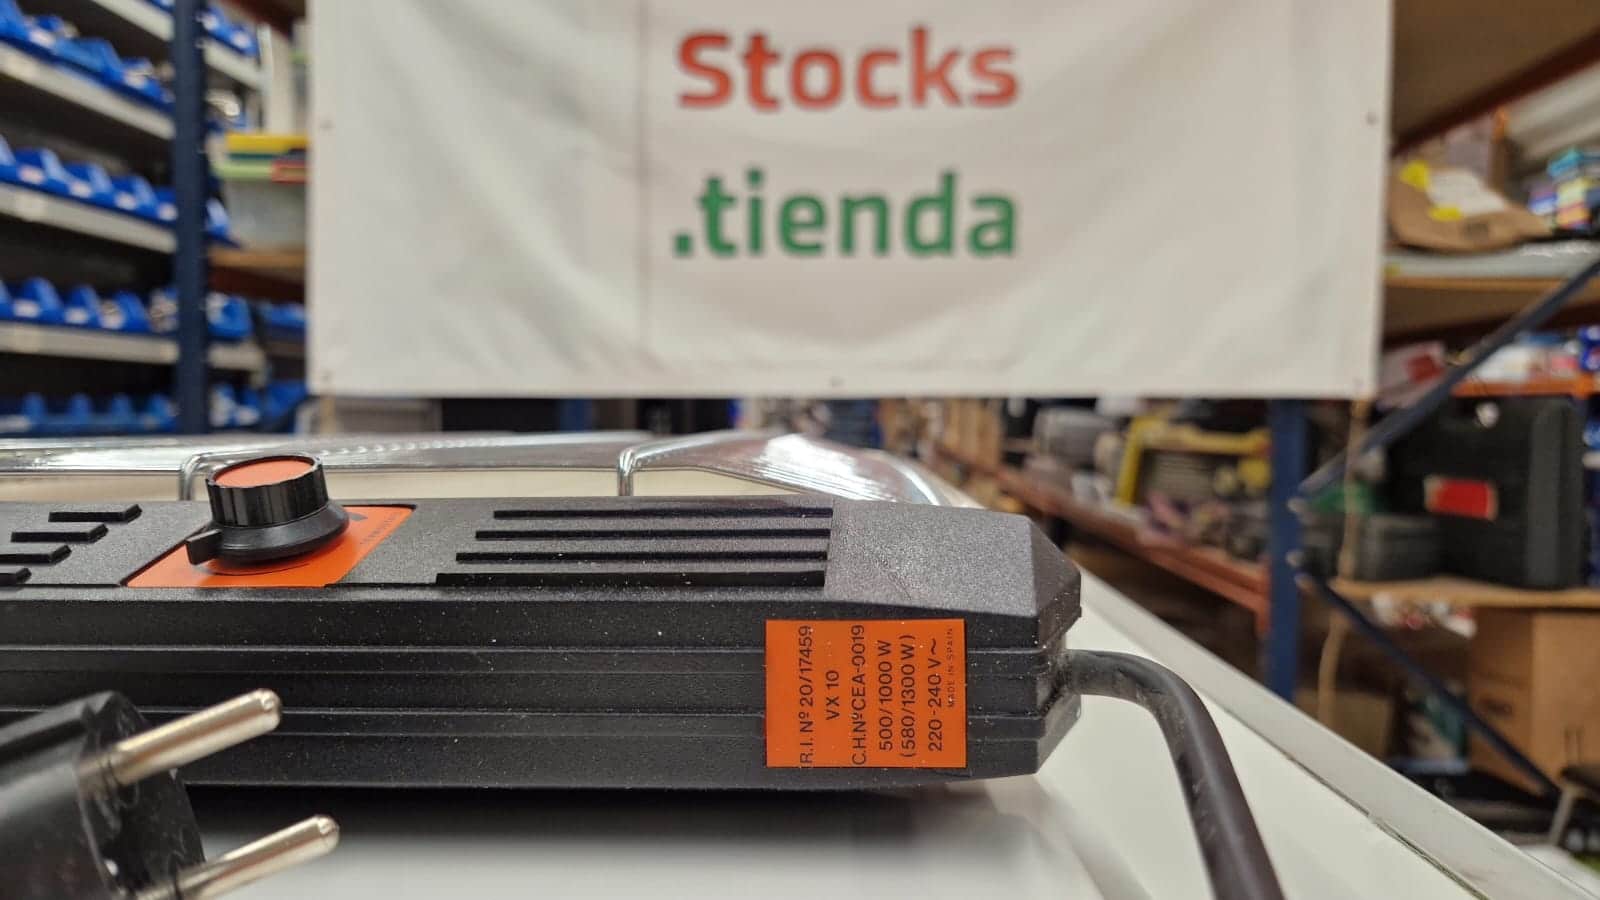 Stocks
.tienda
R.I. Nº 20/17459
VX 10
C.H.NºCEA-0019
500/1000 W
(580/1300 W)
220-240 V~
MADE IN SPAIN